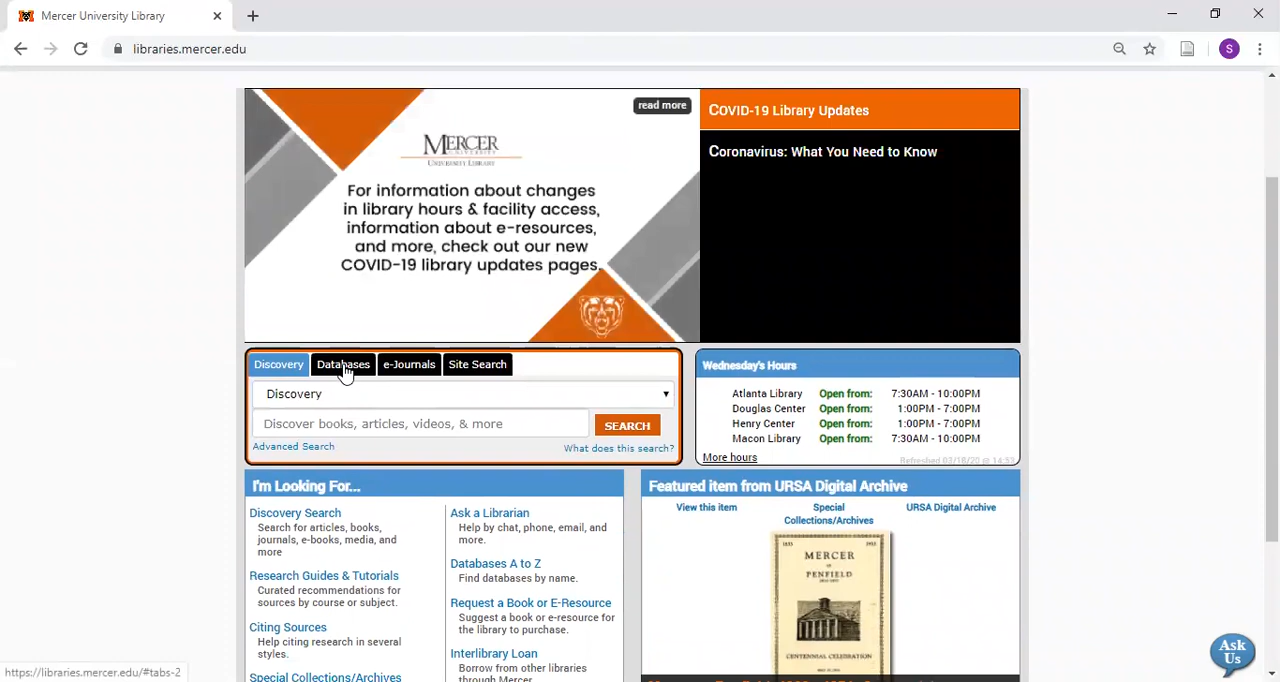 Mercer University Library
libraries.mercer.edu
S
read more
MERCER
UNIVERSITY
UNIVERSITY LIBRARY
For information about changes
in library hours & facility access,
information about e-resources,
and more, check out our new
COVID-19 library updates pages.
COVID-19 Library Updates
Coronavirus: What You Need to Know
Discovery Databases e-Journals Site Search
Discovery
Discover books, articles, videos, & more
SEARCH
Advanced Search
What does this search?
Wednesday's Hours
Atlanta Library Open from: 7:30AM - 10:00PM
Douglas Center Open from: 1:00PM - 7:00PM
Henry Center Open from: 1:00PM - 7:00PM
Macon Library Open from: 7:30AM - 10:00PM
More hours
Refreshed 03/18/20 @ 14:33
I'm Looking For...
Discovery Search
Search for articles, books,
journals, e-books, media, and
more
Research Guides & Tutorials
Curated recommendations for
sources by course or subject.
Citing Sources
Help citing research in several
styles.
Special Collections/Archives
Ask a Librarian
Help by chat, phone, email, and
more.
Databases A to Z
Find databases by name.
Request a Book or E-Resource
Suggest a book or e-resource for
the library to purchase.
Interlibrary Loan
Borrow from other libraries
through Mercer.
Featured item from URSA Digital Archive
View this item
Special
Collections/Archives
URSA Digital Archive
1833 1933
MERCER
PENFIELD
CENTENNIAL CELEBRATION
Ask
Us
https://libraries.mercer.edu/#tabs-2